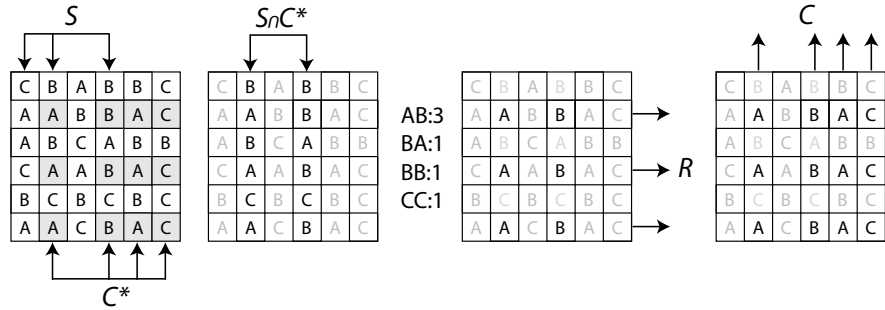 S
C B A B B C
A A B B A C
A B C A B B
C A A B A C
B C B C B C
A A C B A C
C*
S∩C*
C B A B B C
A A B B A C
A B C A B B
C A A B A C
B C B C B C
A A C B A C
AB:3
BA:1
BB:1
CC:1
C B A B B C
A A B B A C
A B C A B B
C A A B A C
B C B C B C
A A C B A C
R
C
C B A B B C
A A B B A C
A B C A B B
C A A B A C
B C B C B C
A A C B A C